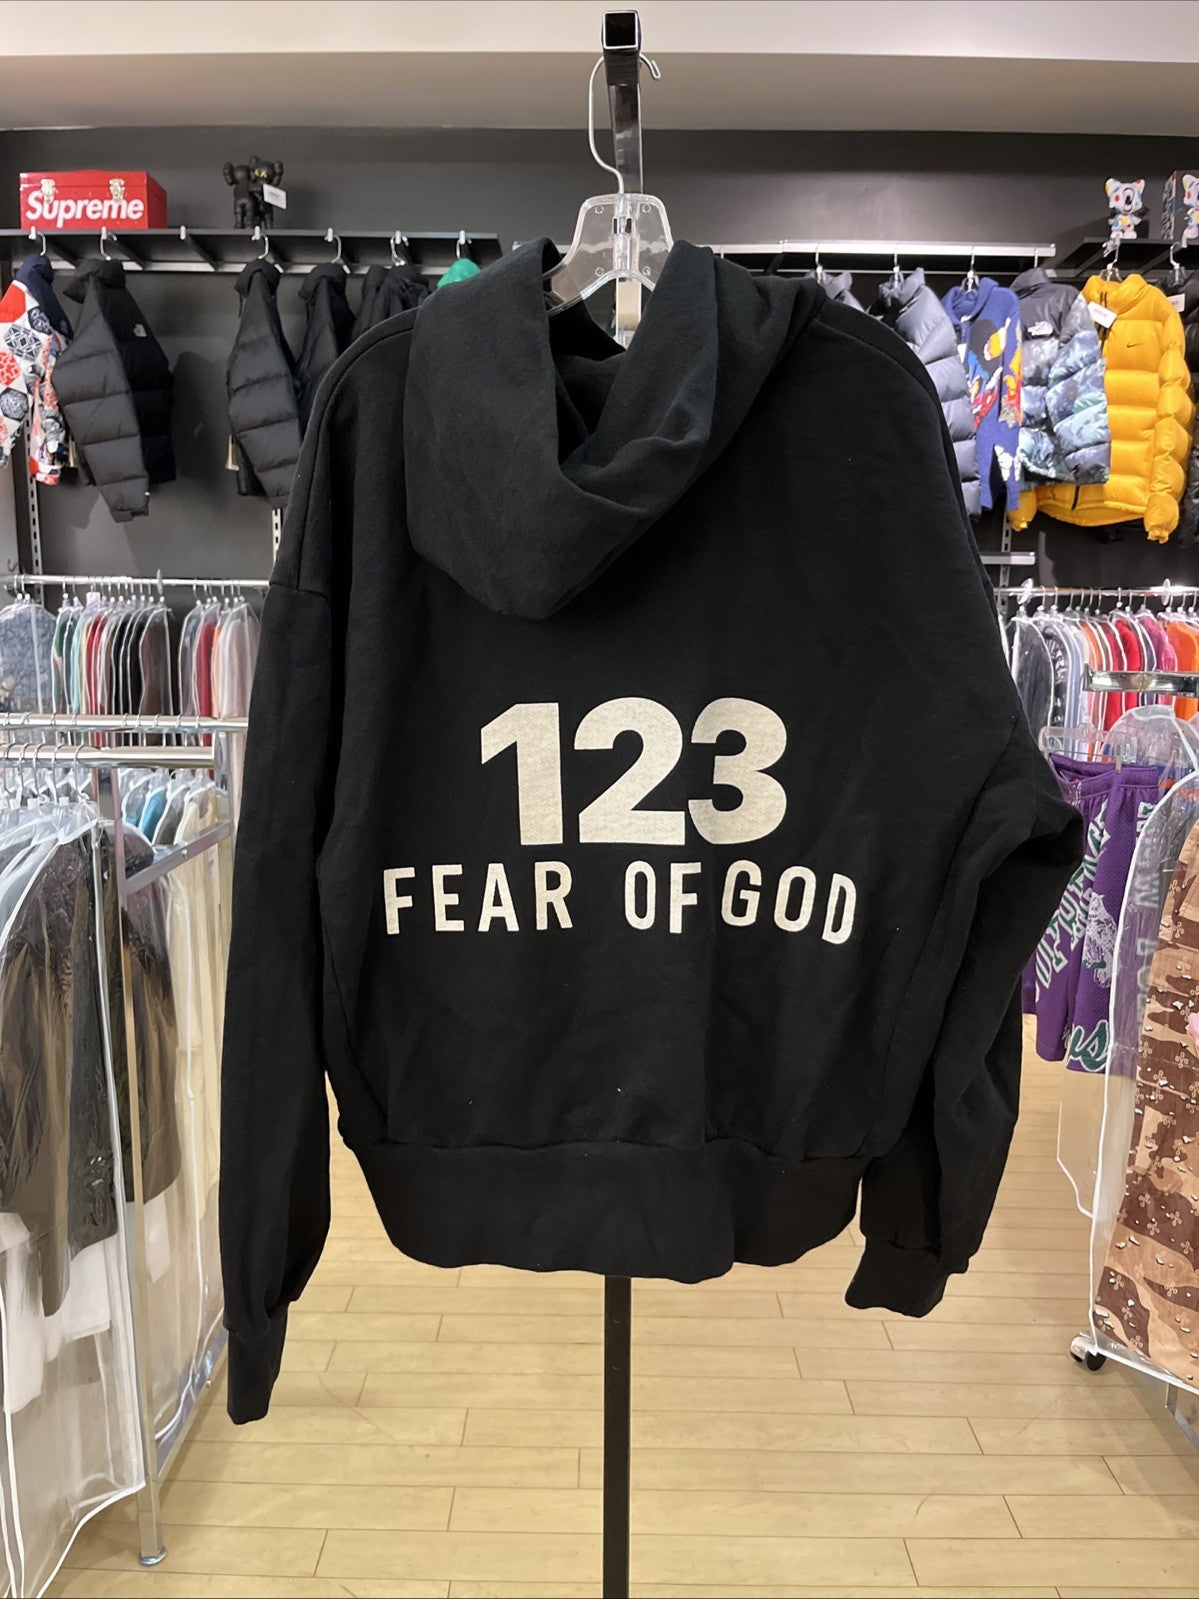 Supreme
123
FEAR OF GOD